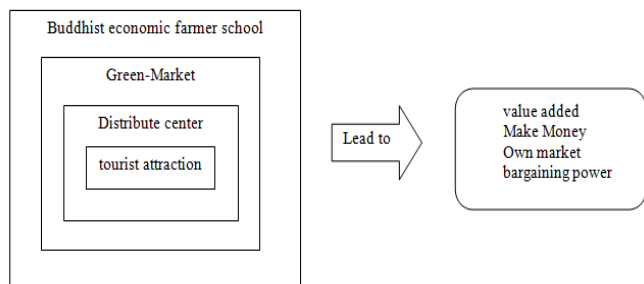 Buddhist economic farmer school
Green-Market
Distribute center
tourist attraction
Lead to
value added
Make Money
Own market
bargaining power